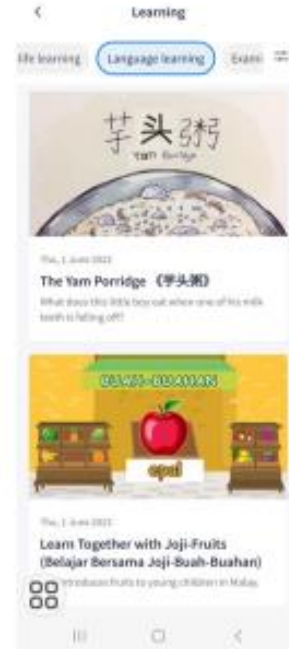 Learning
life learning
Language learning
Exami
芋头粥
Yam Porridge
Thu, 1 June 2023
The Yam Porridge 《芋头粥》
What does this little boy eat when one of his milk
teeth is falling off?
BUAH-BUAHAN
epal
Thu, 1 June 2023
Learn Together with Joji-Fruits
(Belajar Bersama Joji-Buah-Buahan)
introduces fruits to young children in Malay.